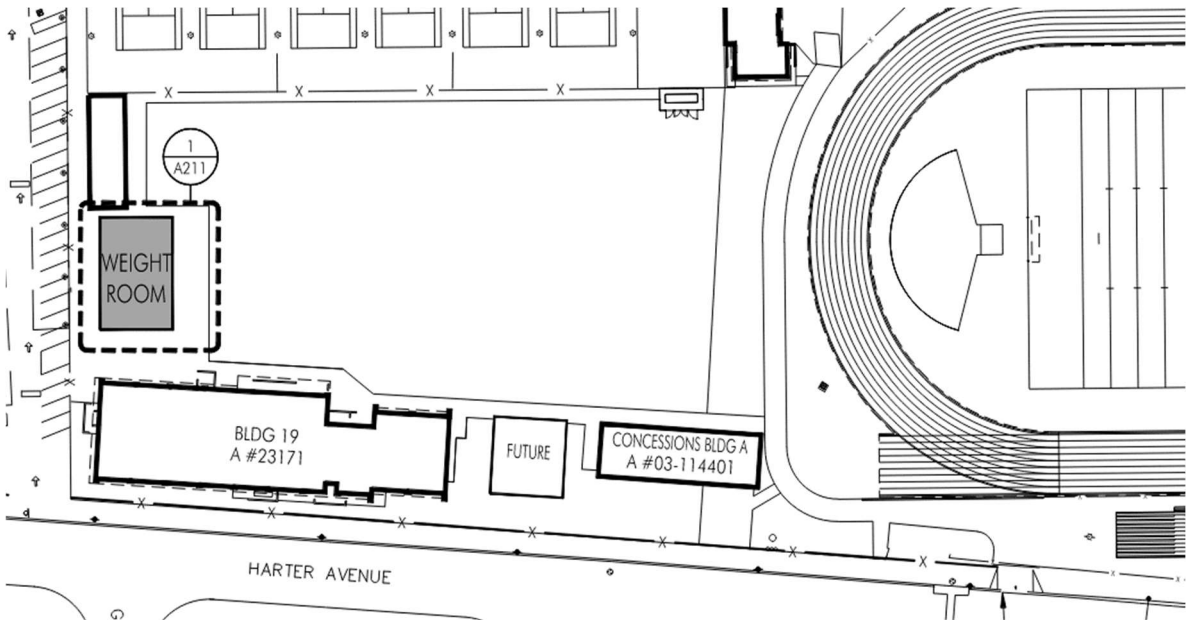 1
A211
WEIGHT
ROOM
BLDG 19
A #23171
FUTURE
CONCESSIONS BLDG A
A #03-114401
HARTER AVENUE
G